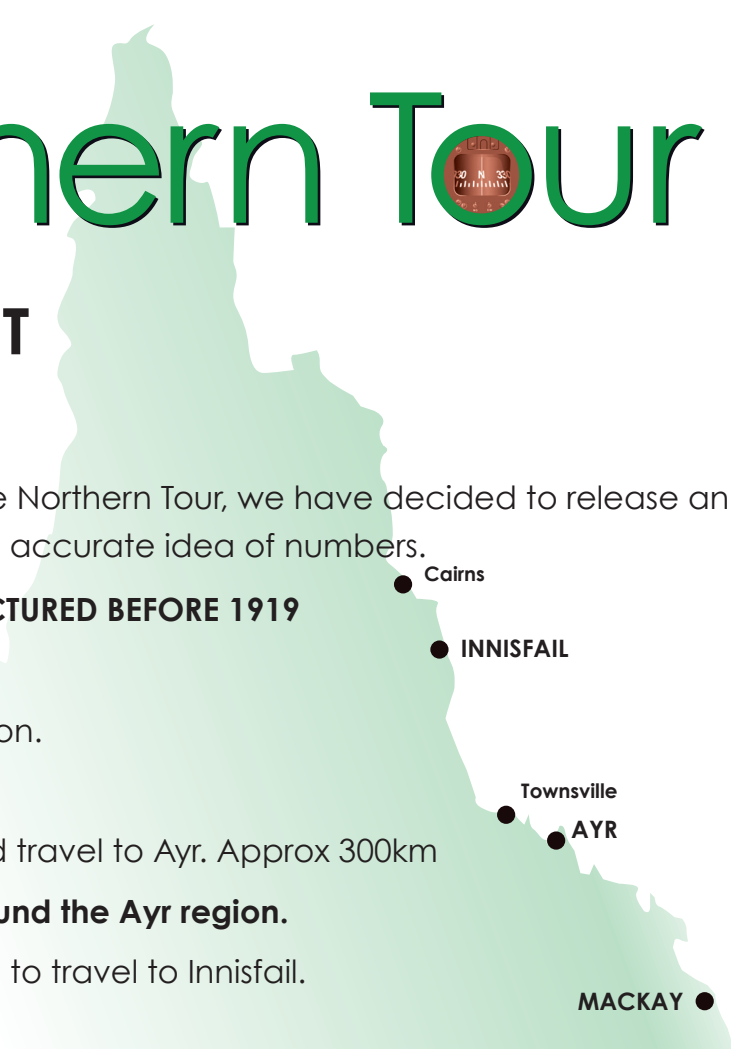 hern Tour
T
e Northern Tour, we have decided to release an
accurate idea of numbers.
Cairns
CTURED BEFORE 1919
INNISFAIL
on.
Townsville
AYR
d travel to Ayr. Approx 300km
und the Ayr region.
to travel to Innisfail.
MACKAY